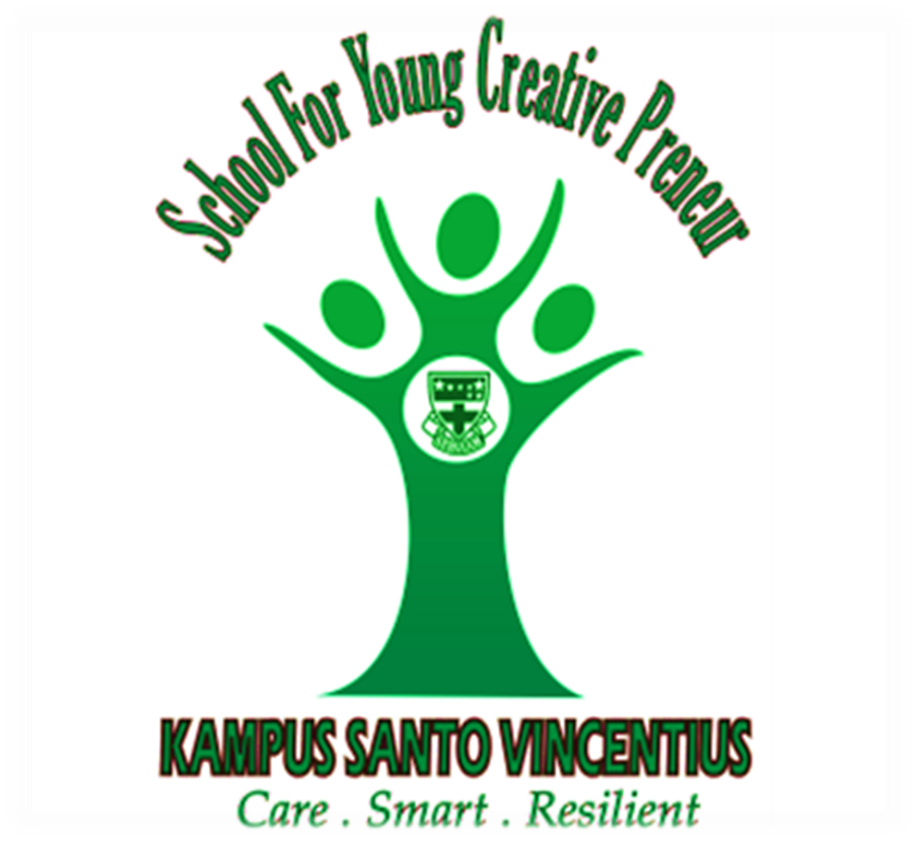 School For Young Creative Preneur
KAMPUS SANTO VINCENTIUS
Care . Smart . Resilient